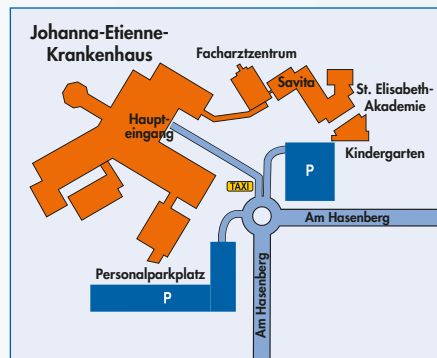 Johanna-Etienne-
Krankenhaus
Facharztzentrum
Savita
St. Elisabeth-
Akademie
Haupt-
eingang
Kindergarten
P
TAXI
Am Hasenberg
Personalparkplatz
P
Am Hasenberg